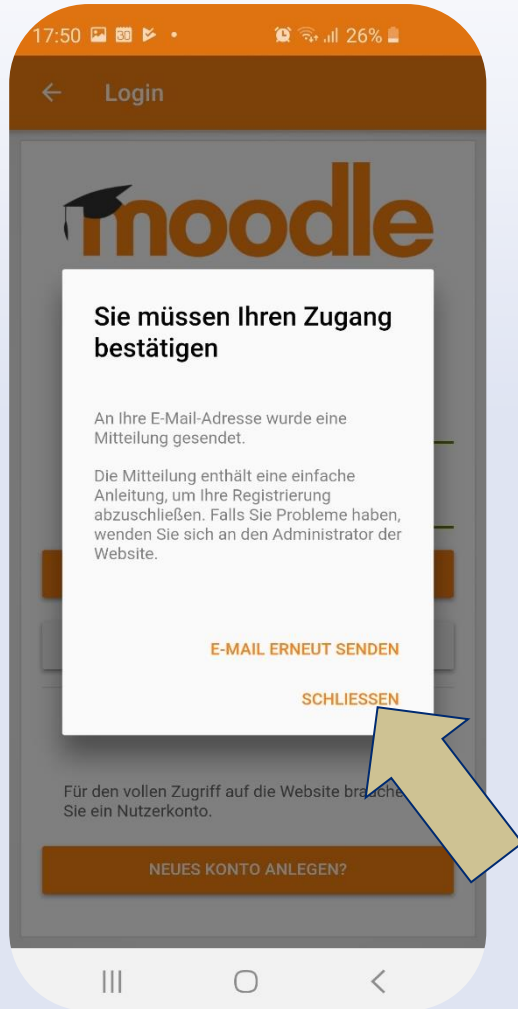 17:50
30
26%
Login
moodle
Sie müssen Ihren Zugang
bestätigen
An Ihre E-Mail-Adresse wurde eine
Mitteilung gesendet.
Die Mitteilung enthält eine einfache
Anleitung, um Ihre Registrierung
abzuschließen. Falls Sie Probleme haben,
wenden Sie sich an den Administrator der
Website.
E-MAIL ERNEUT SENDEN
SCHLIESSEN
Für den vollen Zugriff auf die Website brauche
Sie ein Nutzerkonto.
NEUES KONTO ANLEGEN?